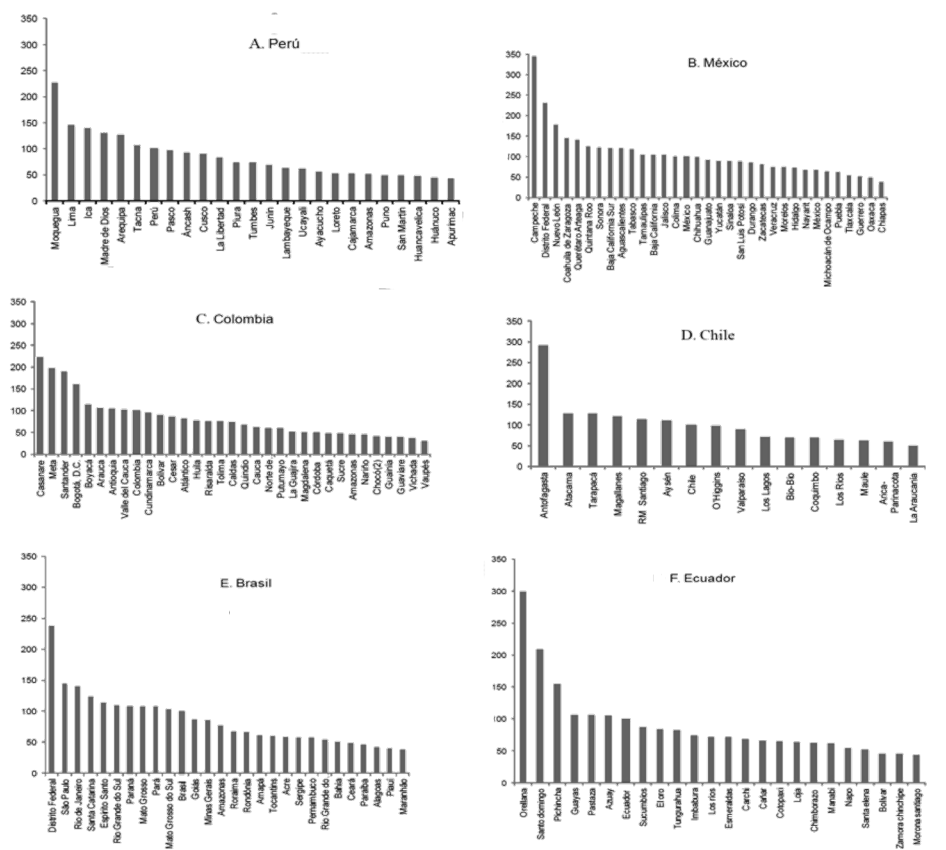 A. Perú
350
300
250
200
150
100
50
0
Moquegua
Lima
Ica
Madre de Dios
Arequipa
Tacna
Perú
Pasco
Áncash
Cusco
La Libertad
Piura
Tumbes
Junín
Lambayeque
Ucayali
Ayacucho
Loreto
Cajamarca
Amazonas
Puno
San Martín
Huancavelica
Huánuco
Apurímac
B. México
350
300
250
200
150
100
50
0
Campeche
Distrito Federal
Nuevo León
Coahuila de Zaragoza
Querétaro Arteaga
Quintana Roo
Sonora
Baja California Sur
Aguascalientes
Tabasco
Tamaulipas
Baja California
Jalisco
Colima
México
Chihuahua
Guanajuato
Yucatán
Sinaloa
San Luis Potosí
Durango
Zacatecas
Veracruz
Morelos
Hidalgo
Nayarit
México
Michoacán de Ocampo
Puebla
Tlaxcala
Guerrero
Oaxaca
Chiapas
C. Colombia
350
300
250
200
150
100
50
0
Casanare
Meta
Santander
Bogotá, D.C.
Boyacá
Arauca
Antioquia
Valle del Cauca
Colombia
Cundinamarca
Bolívar
Cesar
Atlántico
Huila
Risaralda
Tolima
Caldas
Quindío
Cauca
Norte de
Putumayo
La Guajira
Magdalena
Córdoba
Caquetá
Sucre
Amazonas
Nariño
Chocó(2)
Guainía
Guaviare
Vichada
Vaupés
D. Chile
350
300
250
200
150
100
50
0
Antofagasta
Atacama
Tarapacá
Magallanes
RM Santiago
Aysén
Chile
O'Higgins
Valparaíso
Los Lagos
Bío-Bío
Coquimbo
Los Ríos
Maule
Arica-
Parinacota
La Araucanía
E. Brasil
350
300
250
200
150
100
50
0
Distrito Federal
São Paulo
Rio de Janeiro
Santa Catarina
Espírito Santo
Rio Grande do Sul
Paraná
Mato Grosso
Pará
Mato Grosso do Sul
Brasil
Goiás
Minas Gerais
Amazonas
Roraima
Rondônia
Amapá
Tocantins
Acre
Sergipe
Pernambuco
Rio Grande do
Bahia
Ceará
Paraíba
Alagoas
Piauí
Maranhão
F. Ecuador
350
300
250
200
150
100
50
0
Orellana
Santo domingo
Pichincha
Guayas
Pastaza
Azuay
Ecuador
Sucumbíos
El oro
Tungurahua
Imbabura
Los ríos
Esmeraldas
Carchi
Cañar
Cotopaxi
Loja
Chimborazo
Manabí
Napo
Santa elena
Bolívar
Zamora chinchipe
Morona santiago